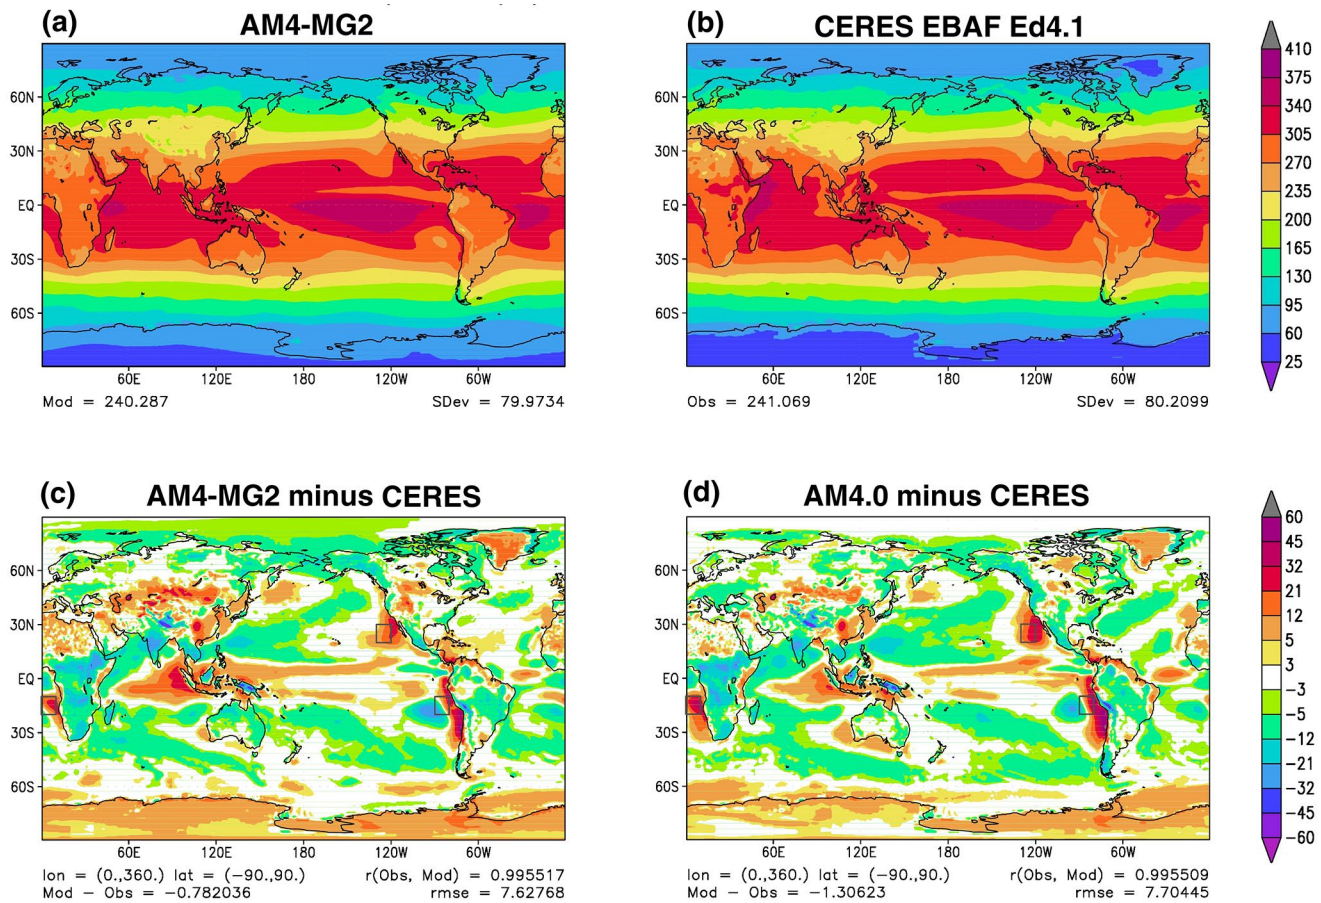 (a) AM4-MG2
(b) CERES EBAF Ed4.1
60N
30N
EQ
30S
60S
60E 120E 180 120W 60W
Mod = 240.287 SDev = 79.9734
60N
30N
EQ
30S
60S
60E 120E 180 120W 60W
Obs = 241.069 SDev = 80.2099
410
375
340
305
270
235
200
165
130
95
60
25
(c) AM4-MG2 minus CERES
(d) AM4.0 minus CERES
60N
30N
EQ
30S
60S
60E 120E 180 120W 60W
lon = (0.,360.) lat = (-90.,90.) r(Obs, Mod) = 0.995517
Mod - Obs = -0.782036 rmse = 7.62768
60N
30N
EQ
30S
60S
60E 120E 180 120W 60W
lon = (0.,360.) lat = (-90.,90.) r(Obs, Mod) = 0.995509
Mod - Obs = -1.30623 rmse = 7.70445
60
45
32
21
12
5
3
-3
-5
-12
-21
-32
-45
-60